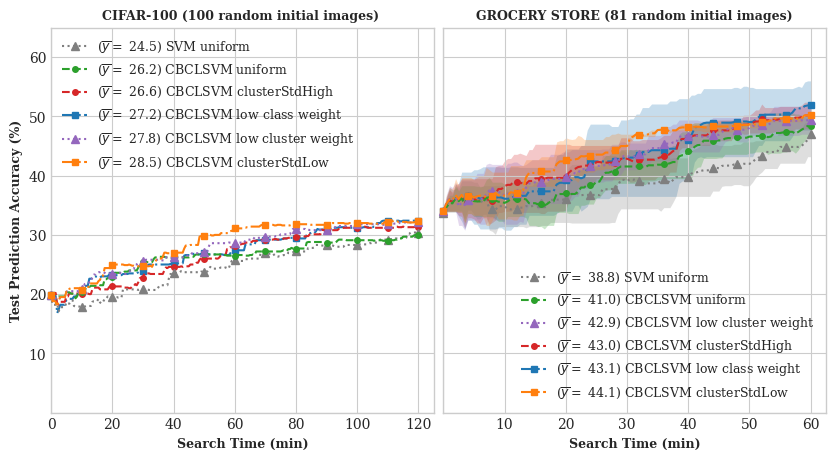 CIFAR-100 (100 random initial images)
GROCERY STORE (81 random initial images)
Test Prediction Accuracy (%)
60
50
40
30
20
10
(y̅ = 24.5) SVM uniform
(y̅ = 26.2) CBCLSVM uniform
(y̅ = 26.6) CBCLSVM clusterStdHigh
(y̅ = 27.2) CBCLSVM low class weight
(y̅ = 27.8) CBCLSVM low cluster weight
(y̅ = 28.5) CBCLSVM clusterStdLow
(y̅ = 38.8) SVM uniform
(y̅ = 41.0) CBCLSVM uniform
(y̅ = 42.9) CBCLSVM low cluster weight
(y̅ = 43.0) CBCLSVM clusterStdHigh
(y̅ = 43.1) CBCLSVM low class weight
(y̅ = 44.1) CBCLSVM clusterStdLow
0 20 40 60 80 100 120
10 20 30 40 50 60
Search Time (min)
Search Time (min)